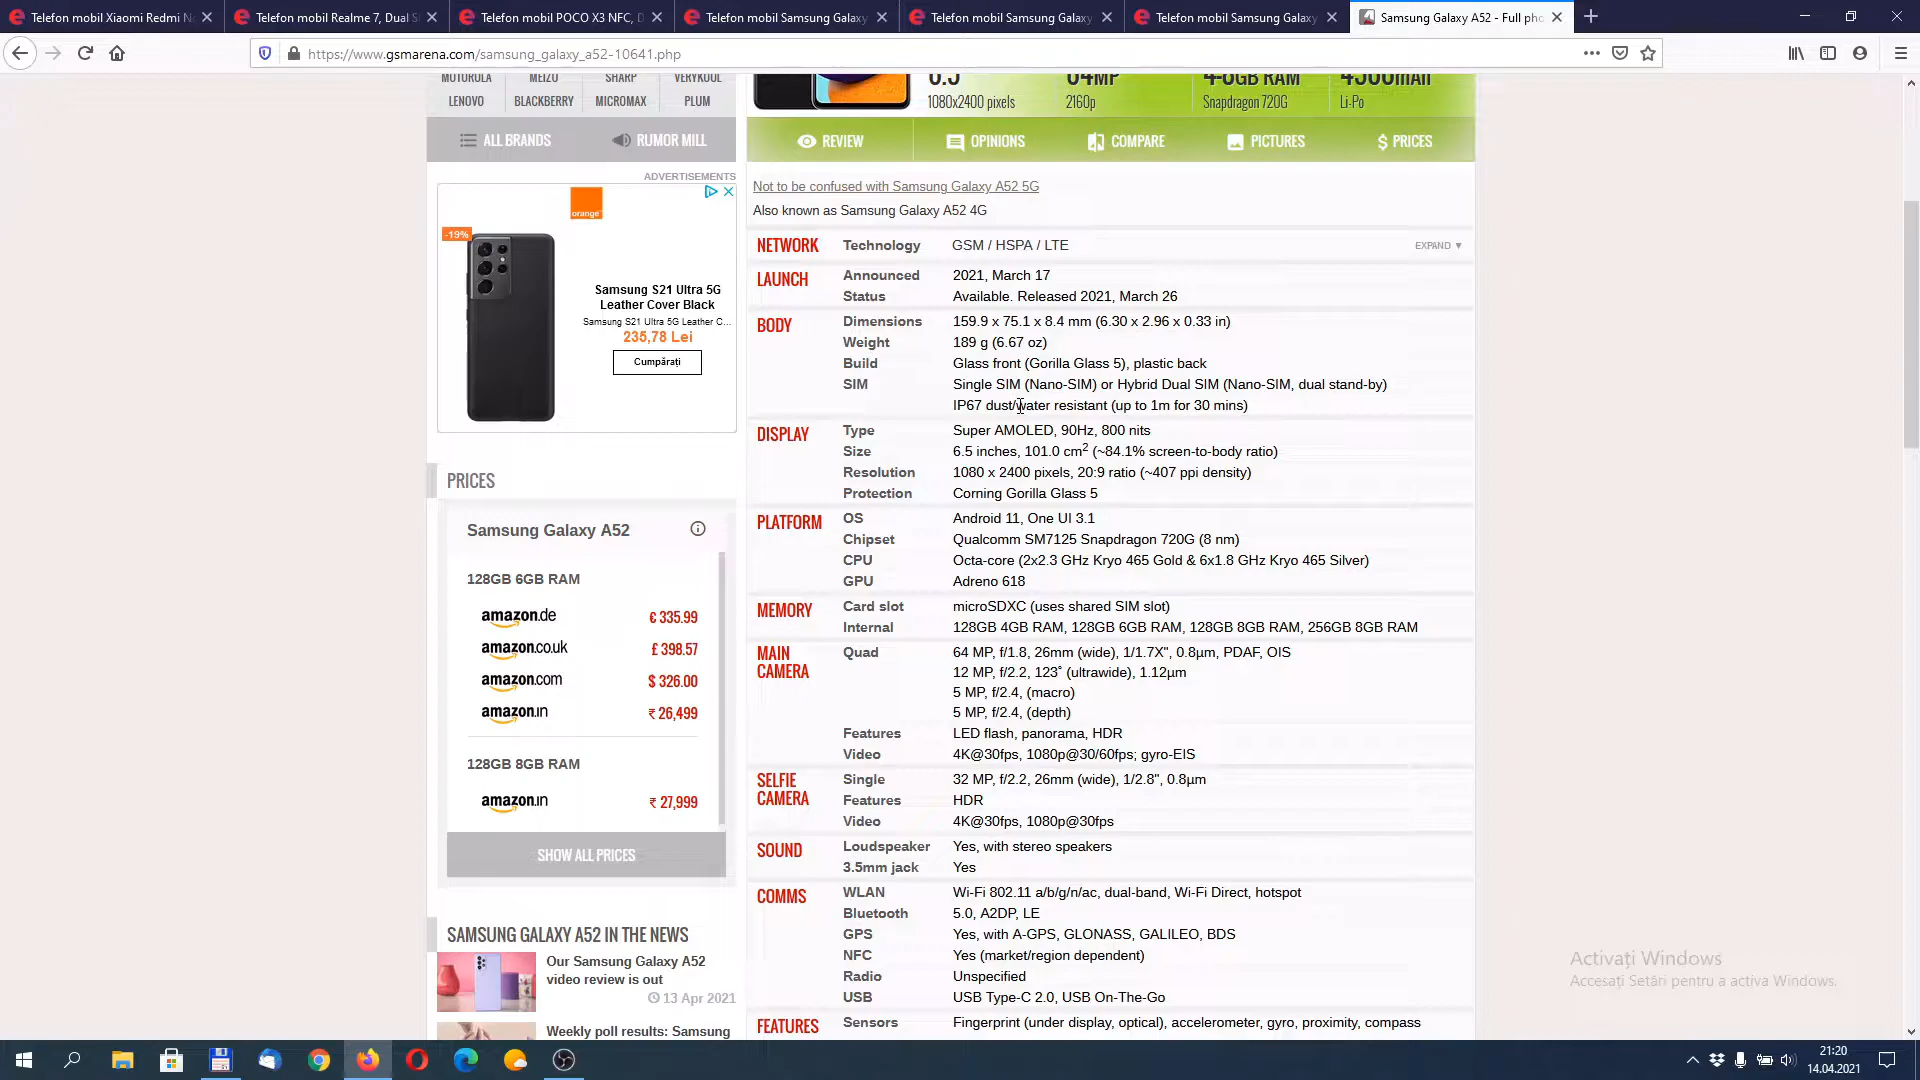 Telefon mobil Xiaomi Redmi N
Telefon mobil Realme 7, Dual S
Telefon mobil POCO X3 NFC, D
Telefon mobil Samsung Galaxy
Telefon mobil Samsung Galaxy
Telefon mobil Samsung Galaxy
Samsung Galaxy A52 - Full pho
https://www.gsmarena.com/samsung_galaxy_a52-10641.php
MOTOROLA MEIZU SHARP VERYKOOL
LENOVO BLACKBERRY MICROMAX PLUM
ALL BRANDS RUMOR MILL
6.5" 64MP 4-8GB RAM 4500mAh
1080x2400 pixels 2160p Snapdragon 720G Li-Po
REVIEW OPINIONS COMPARE PICTURES PRICES
ADVERTISEMENTS
orange
-19%
Samsung S21 Ultra 5G
Leather Cover Black
Samsung S21 Ultra 5G Leather C...
235,78 Lei
Cumpărați
PRICES
Samsung Galaxy A52
128GB 6GB RAM
amazon.de € 335.99
amazon.co.uk £ 398.57
amazon.com $ 326.00
amazon.in ₹ 26,499
128GB 8GB RAM
amazon.in ₹ 27,999
SHOW ALL PRICES
SAMSUNG GALAXY A52 IN THE NEWS
Our Samsung Galaxy A52
video review is out
13 Apr 2021
Weekly poll results: Samsung
Not to be confused with Samsung Galaxy A52 5G
Also known as Samsung Galaxy A52 4G
NETWORK Technology GSM / HSPA / LTE EXPAND ▼
LAUNCH Announced 2021, March 17
Status Available. Released 2021, March 26
BODY Dimensions 159.9 x 75.1 x 8.4 mm (6.30 x 2.96 x 0.33 in)
Weight 189 g (6.67 oz)
Build Glass front (Gorilla Glass 5), plastic back
SIM Single SIM (Nano-SIM) or Hybrid Dual SIM (Nano-SIM, dual stand-by)
IP67 dust/water resistant (up to 1m for 30 mins)
DISPLAY Type Super AMOLED, 90Hz, 800 nits
Size 6.5 inches, 101.0 cm² (~84.1% screen-to-body ratio)
Resolution 1080 x 2400 pixels, 20:9 ratio (~407 ppi density)
Protection Corning Gorilla Glass 5
PLATFORM OS Android 11, One UI 3.1
Chipset Qualcomm SM7125 Snapdragon 720G (8 nm)
CPU Octa-core (2x2.3 GHz Kryo 465 Gold & 6x1.8 GHz Kryo 465 Silver)
GPU Adreno 618
MEMORY Card slot microSDXC (uses shared SIM slot)
Internal 128GB 4GB RAM, 128GB 6GB RAM, 128GB 8GB RAM, 256GB 8GB RAM
MAIN CAMERA Quad 64 MP, f/1.8, 26mm (wide), 1/1.7X", 0.8µm, PDAF, OIS
12 MP, f/2.2, 123˚ (ultrawide), 1.12µm
5 MP, f/2.4, (macro)
5 MP, f/2.4, (depth)
Features LED flash, panorama, HDR
Video 4K@30fps, 1080p@30/60fps; gyro-EIS
SELFIE CAMERA Single 32 MP, f/2.2, 26mm (wide), 1/2.8", 0.8µm
Features HDR
Video 4K@30fps, 1080p@30fps
SOUND Loudspeaker Yes, with stereo speakers
3.5mm jack Yes
COMMS WLAN Wi-Fi 802.11 a/b/g/n/ac, dual-band, Wi-Fi Direct, hotspot
Bluetooth 5.0, A2DP, LE
GPS Yes, with A-GPS, GLONASS, GALILEO, BDS
NFC Yes (market/region dependent)
Radio Unspecified
USB USB Type-C 2.0, USB On-The-Go
FEATURES Sensors Fingerprint (under display, optical), accelerometer, gyro, proximity, compass
Activați Windows
Accesați Setări pentru a activa Windows.
21:20
14.04.2021